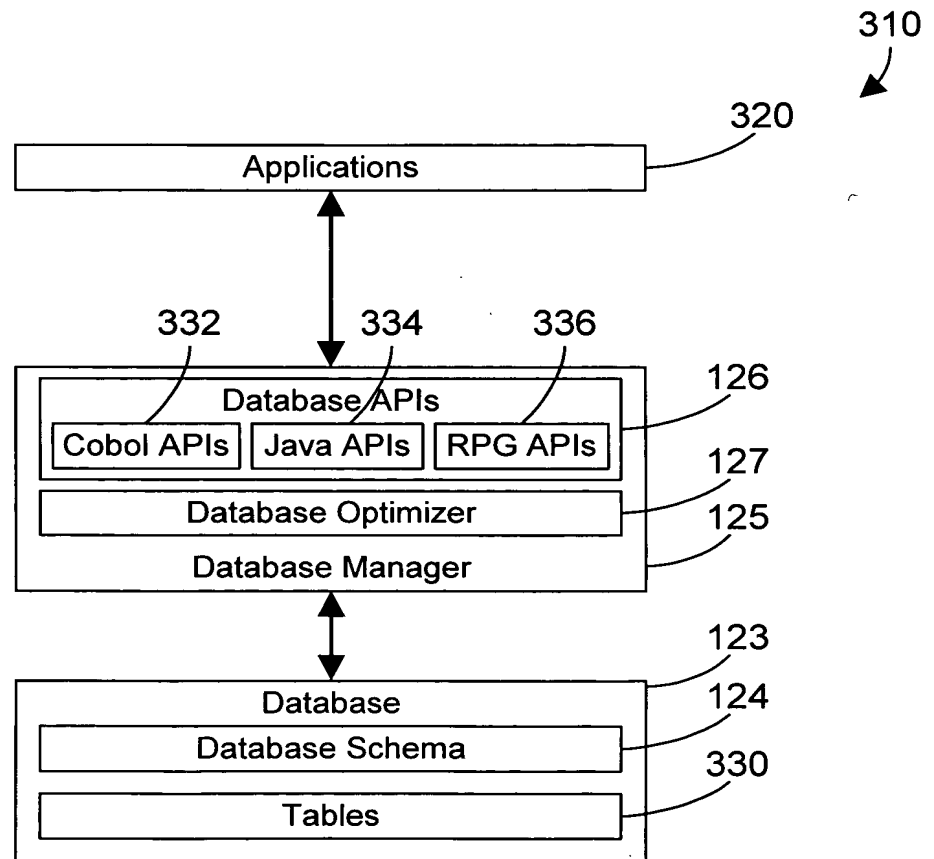 310
320
Applications
332 334 336
Database APIs
126
Cobol APIs Java APIs RPG APIs
127
Database Optimizer
125
Database Manager
123
Database
124
Database Schema
330
Tables